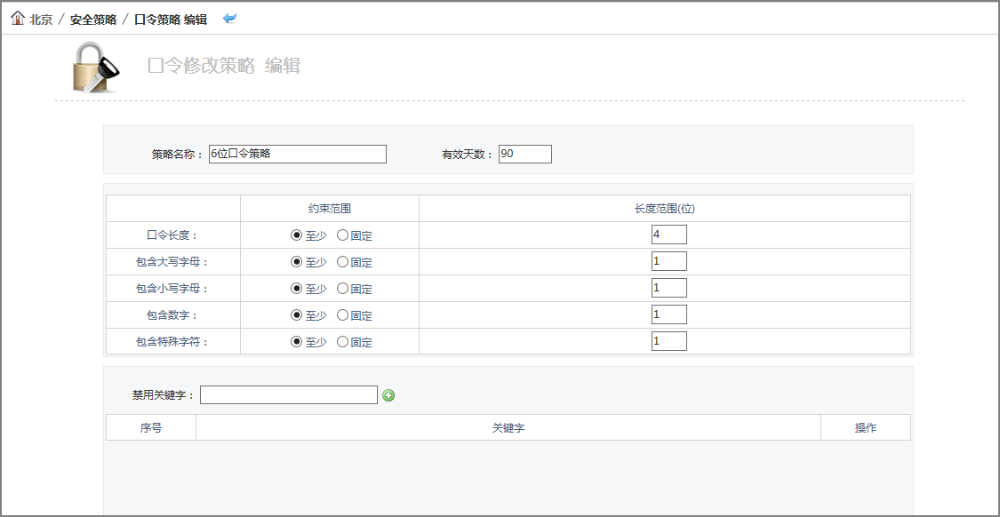 北京 / 安全策略 / 口令策略 编辑
口令修改策略 编辑
策略名称： 6位口令策略 有效天数： 90
约束范围 长度范围(位)
口令长度： 至少 固定 4
包含大写字母： 至少 固定 1
包含小写字母： 至少 固定 1
包含数字： 至少 固定 1
包含特殊字符： 至少 固定 1
禁用关键字：
序号 关键字 操作